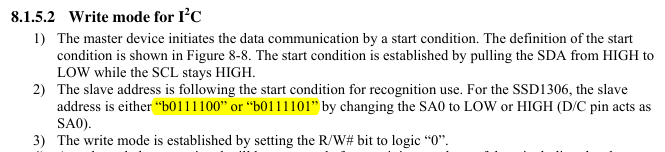 8.1.5.2 Write mode for I²C
1) The master device initiates the data communication by a start condition. The definition of the start
condition is shown in Figure 8-8. The start condition is established by pulling the SDA from HIGH to
LOW while the SCL stays HIGH.
2) The slave address is following the start condition for recognition use. For the SSD1306, the slave
address is either “b0111100” or “b0111101” by changing the SA0 to LOW or HIGH (D/C pin acts as
SA0).
3) The write mode is established by setting the R/W# bit to logic “0”.